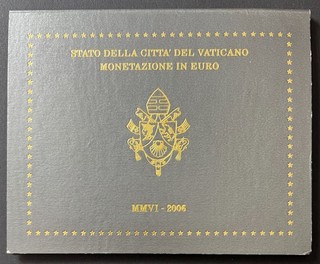 STATO DELLA CITTA' DEL VATICANO
MONETAZIONE IN EURO
MMVI - 2006